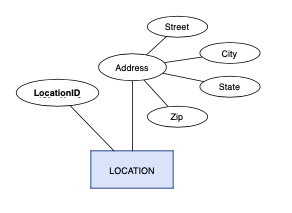 Street
City
Address
State
LocationID
Zip
LOCATION